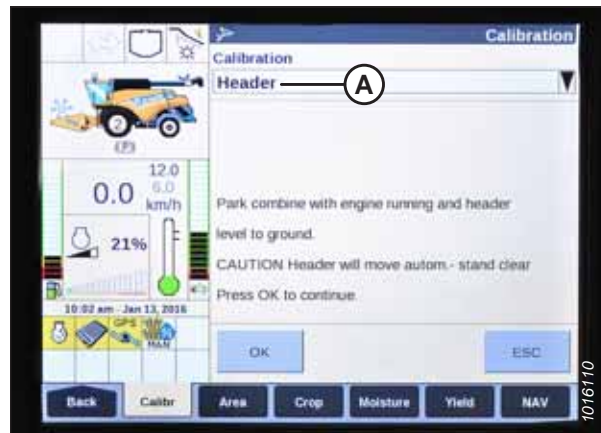 Calibration
Calibration
Header
A
2
(P)
12.0
6.0
0.0
km/h
21%
Park combine with engine running and header
level to ground.
CAUTION Header will move autom.- stand clear
Press OK to continue
10:02 am Jan 13, 2016
GPS
MAN
OK
ESC
Back
Calibr
Area
Crop
Moisture
Yield
NAV
1016110